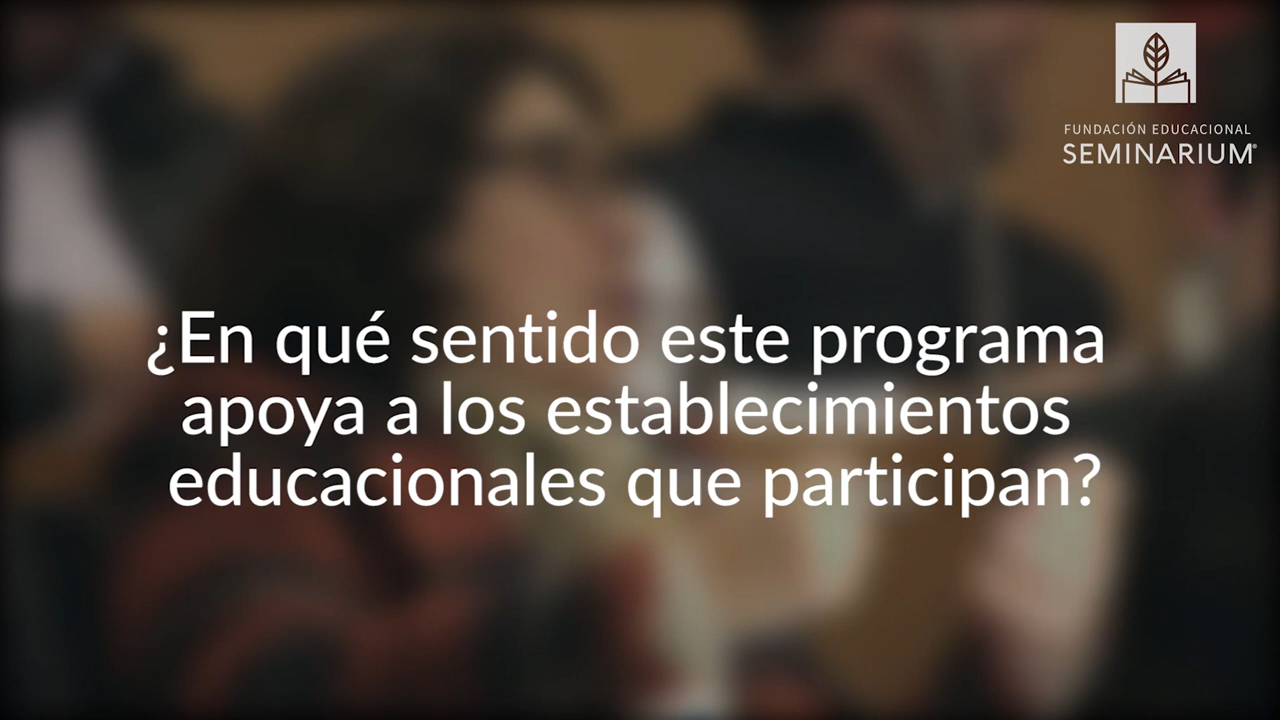 FUNDACIÓN EDUCACIONAL
SEMINARIUM®
¿En qué sentido este programa
apoya a los establecimientos
educacionales que participan?